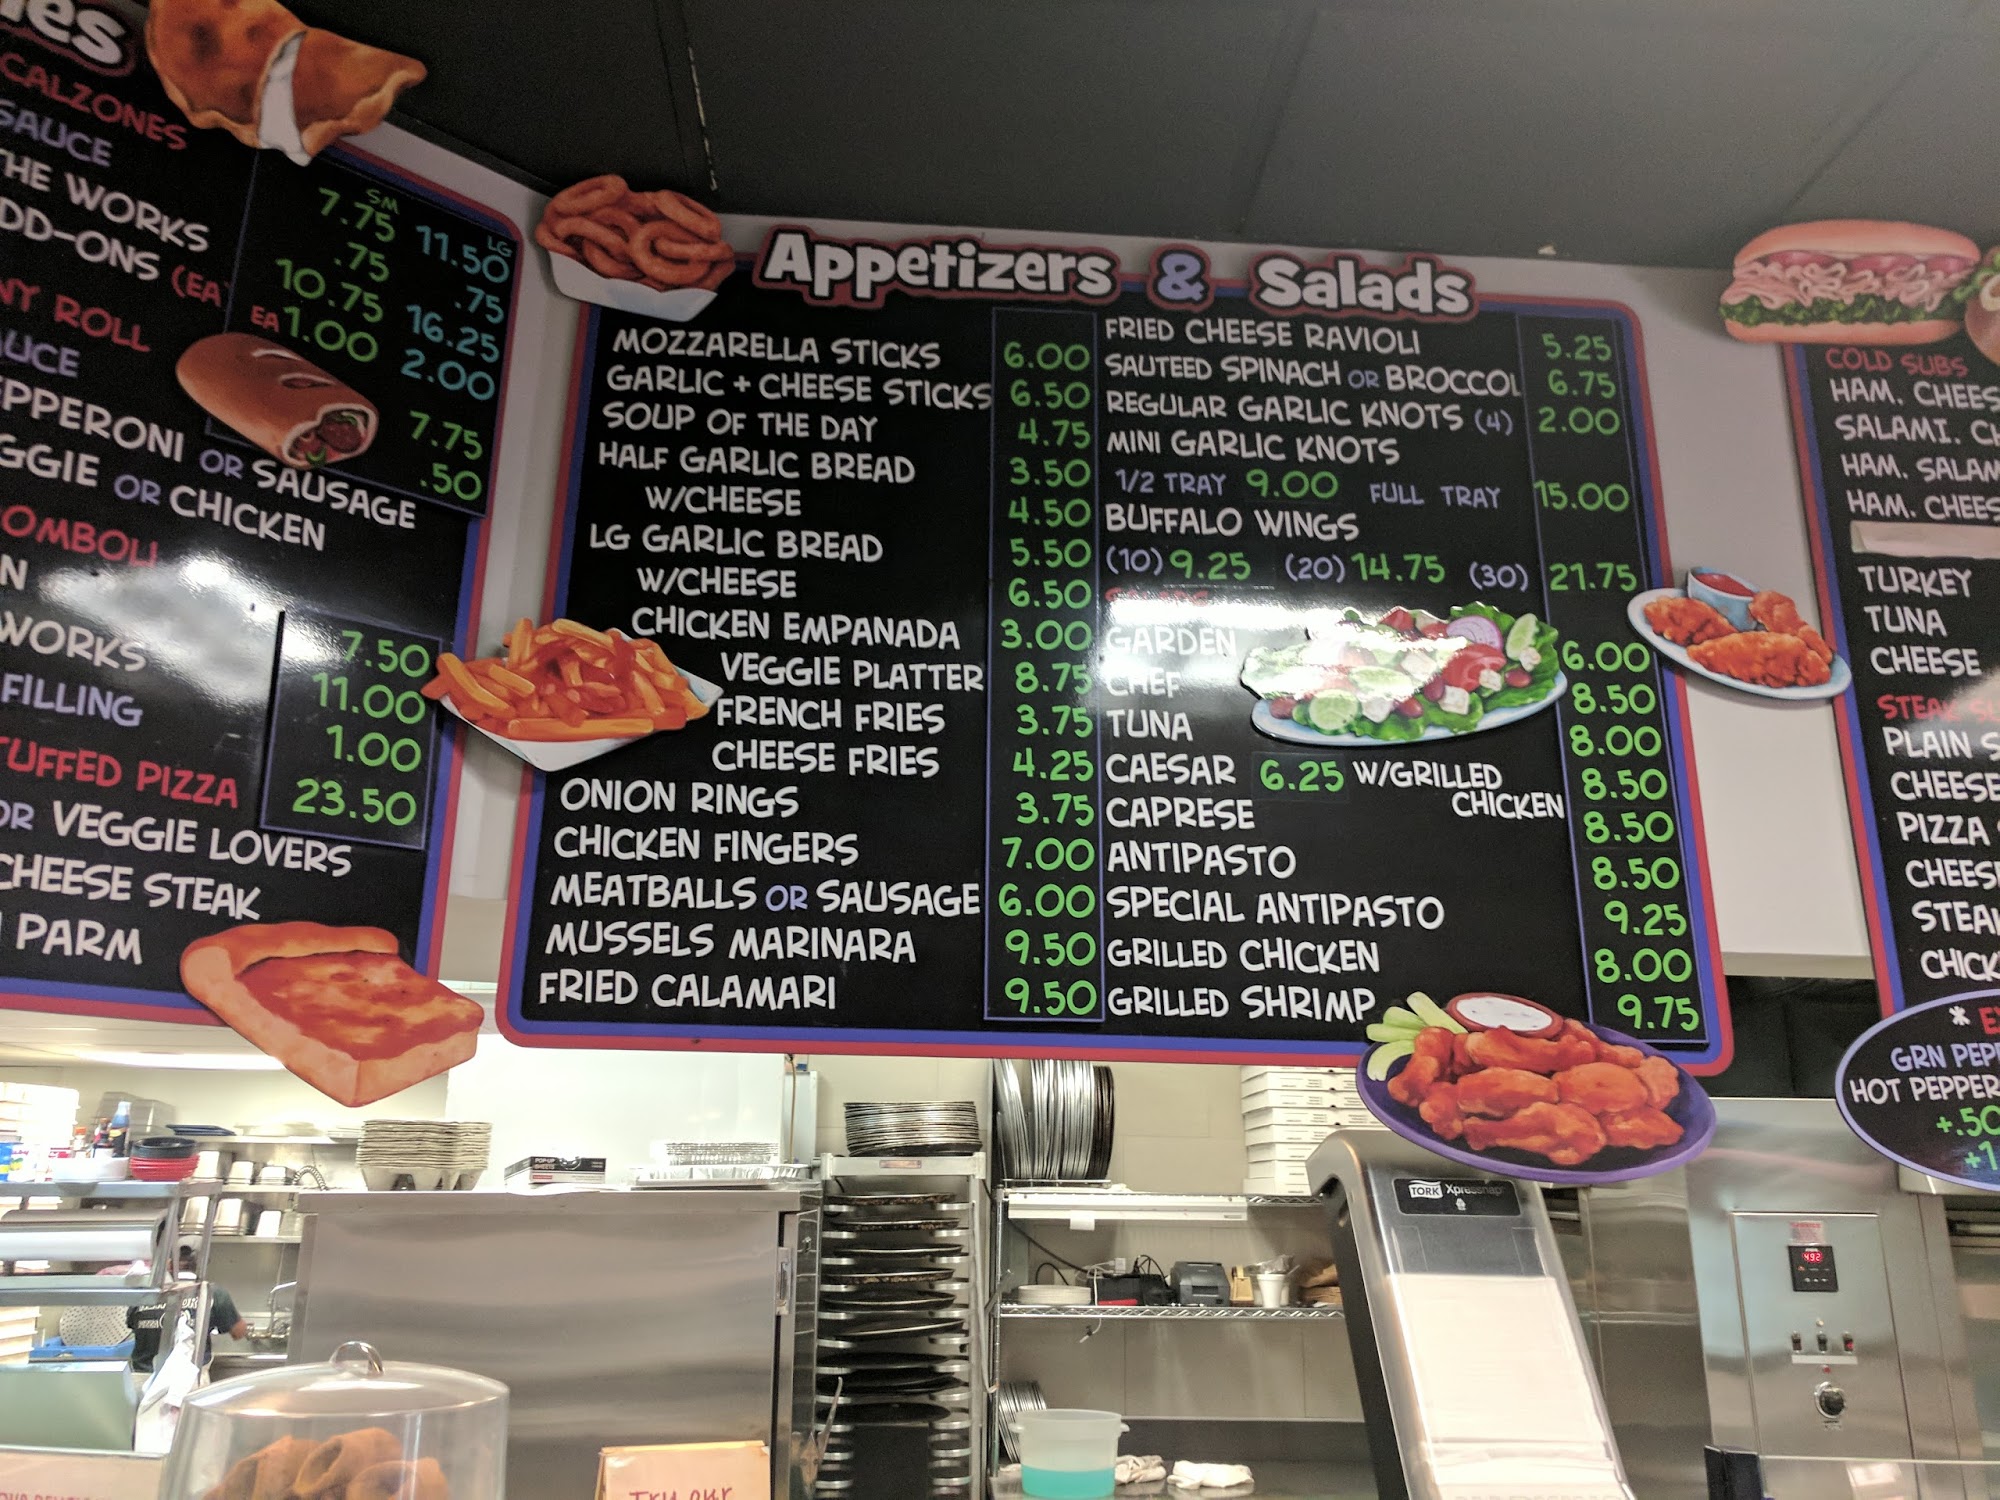 CALZONES
SAUCE
THE WORKS
SM
LG
7.75 11.50
.75 .75
10.75 16.25
EA 1.00 2.00
ROLL
7.75
.50
OR SAUSAGE
OR CHICKEN
7.50
WORKS
11.00
FILLING
1.00
PIZZA
23.50
VEGGIE LOVERS
CHEESE STEAK
PARM
Appetizers & Salads
MOZZARELLA STICKS 6.00
GARLIC + CHEESE STICKS 6.50
SOUP OF THE DAY 4.75
HALF GARLIC BREAD 3.50
W/CHEESE 4.50
LG GARLIC BREAD 5.50
W/CHEESE 6.50
CHICKEN EMPANADA 3.00
VEGGIE PLATTER 8.75
FRENCH FRIES 3.75
CHEESE FRIES 4.25
ONION RINGS 3.75
CHICKEN FINGERS 7.00
MEATBALLS OR SAUSAGE 6.00
MUSSELS MARINARA 9.50
FRIED CALAMARI 9.50
FRIED CHEESE RAVIOLI 5.25
SAUTEED SPINACH OR BROCCOLI 6.75
REGULAR GARLIC KNOTS (4) 2.00
MINI GARLIC KNOTS
1/2 TRAY 9.00 FULL TRAY 15.00
BUFFALO WINGS
(10) 9.25 (20) 14.75 (30) 21.75
SALADS
GARDEN 6.00
CHEF 8.50
TUNA 8.00
CAESAR 6.25 W/GRILLED CHICKEN 8.50
CAPRESE 8.50
ANTIPASTO 8.50
SPECIAL ANTIPASTO 9.25
GRILLED CHICKEN 8.00
GRILLED SHRIMP 9.75
COLD SUBS
HAM. CHEES
SALAMI. CH
HAM. SALAM
HAM. CHEES
TURKEY
TUNA
CHEESE
STEAK
PLAIN
CHEESE
PIZZA
CHEES
STEA
CHICK
GRN PEP
HOT PEPPER
+.50
TORK Xpressnap
492
Try our